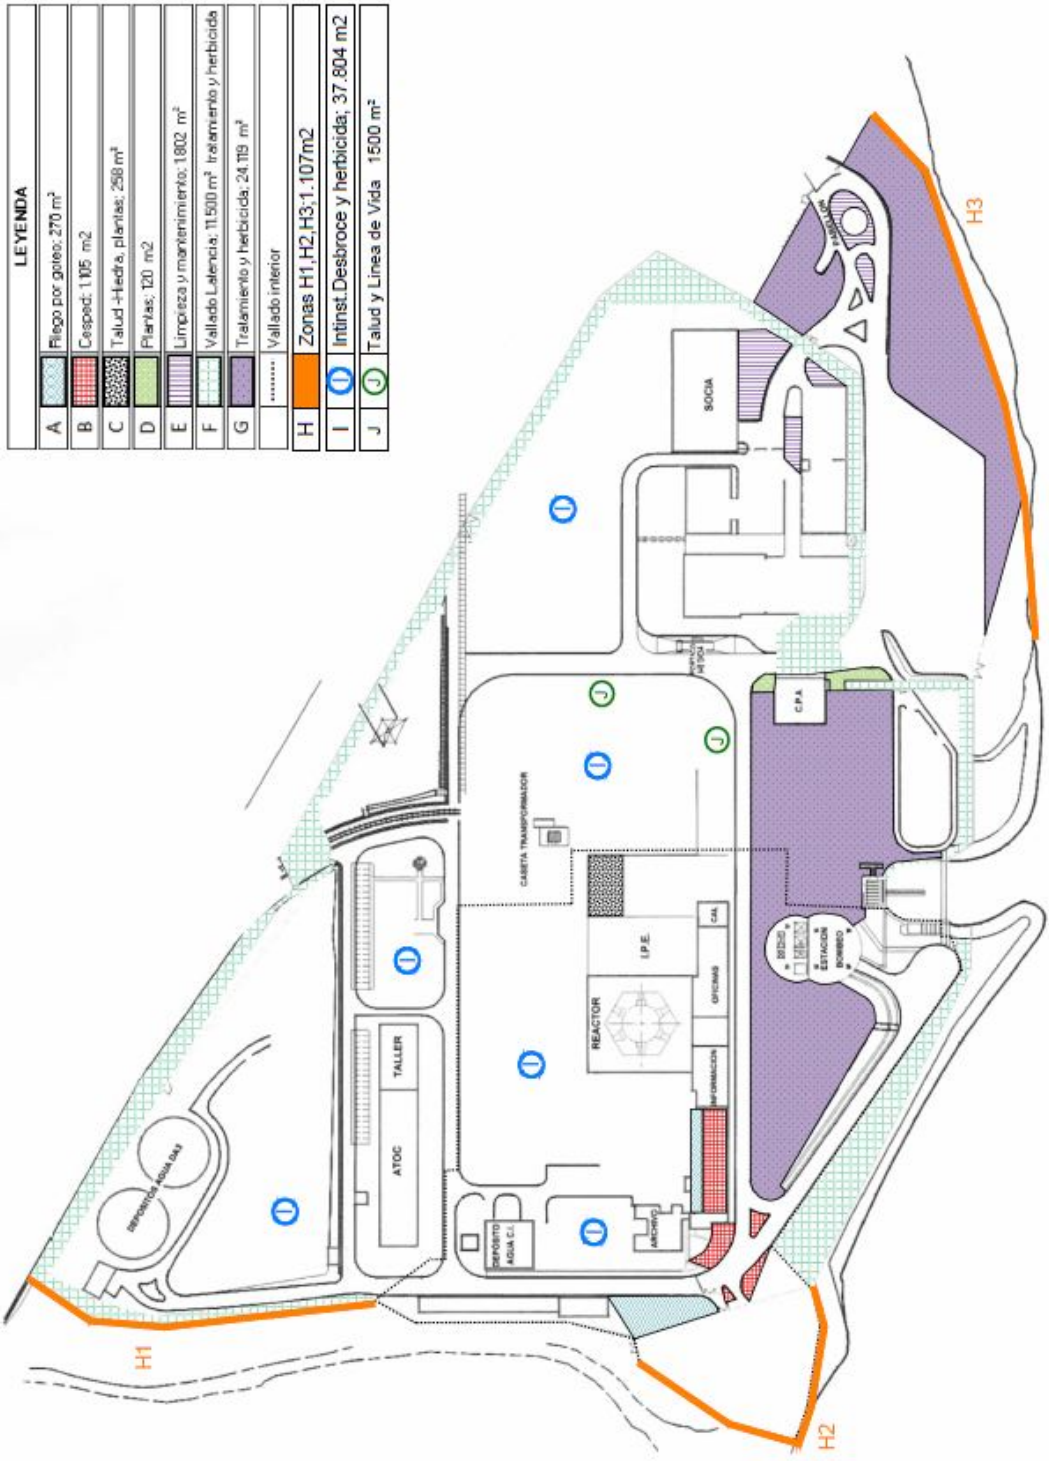 LEYENDA
A Riego por goteo; 270 m²
B Cesped; 1.105 m2
C Talud -Hiedra, plantas; 258 m²
D Plantas; 120 m2
E Limpieza y mantenimiento; 1.802 m²
F Vallado Latencia; 11.500 m² tratamiento y herbicida
G Tratamiento y herbicida; 24.119 m²
Vallado interior
H Zonas H1,H2,H3;1.107m2
I Intinst.Desbroce y herbicida; 37.804 m2
J Talud y Linea de Vida 1500 m²
H3
PABELLON
SOCIA
I
J
J
I
C.P.A.
CASETA TRANSFORMADOR
CAL
I.P.E.
OFICINAS
REACTOR
INFORMACION
ESTACION
BOMBEO
I
I
TALLER
ATOC
DEPOSITOS AGUA DA3
I
DEPOSITO
AGUA C.I.
I
ARCHIVO
H1
H2